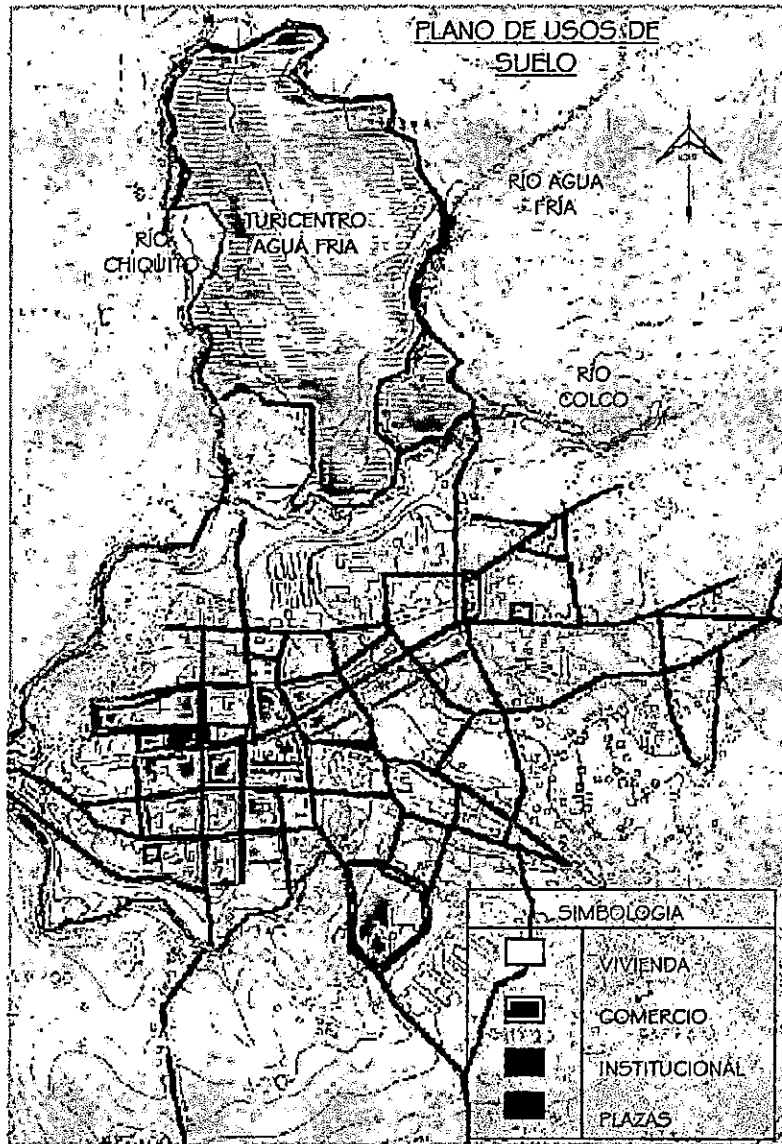 PLANO DE USOS DE
SUELO
RÍO AGUA
FRÍA
TURICENTRO
AGUA FRIA
RÍO
CHIQUITO
RÍO
COLCO
SIMBOLOGIA
VIVIENDA
COMERCIO
INSTITUCIONAL
PLAZAS